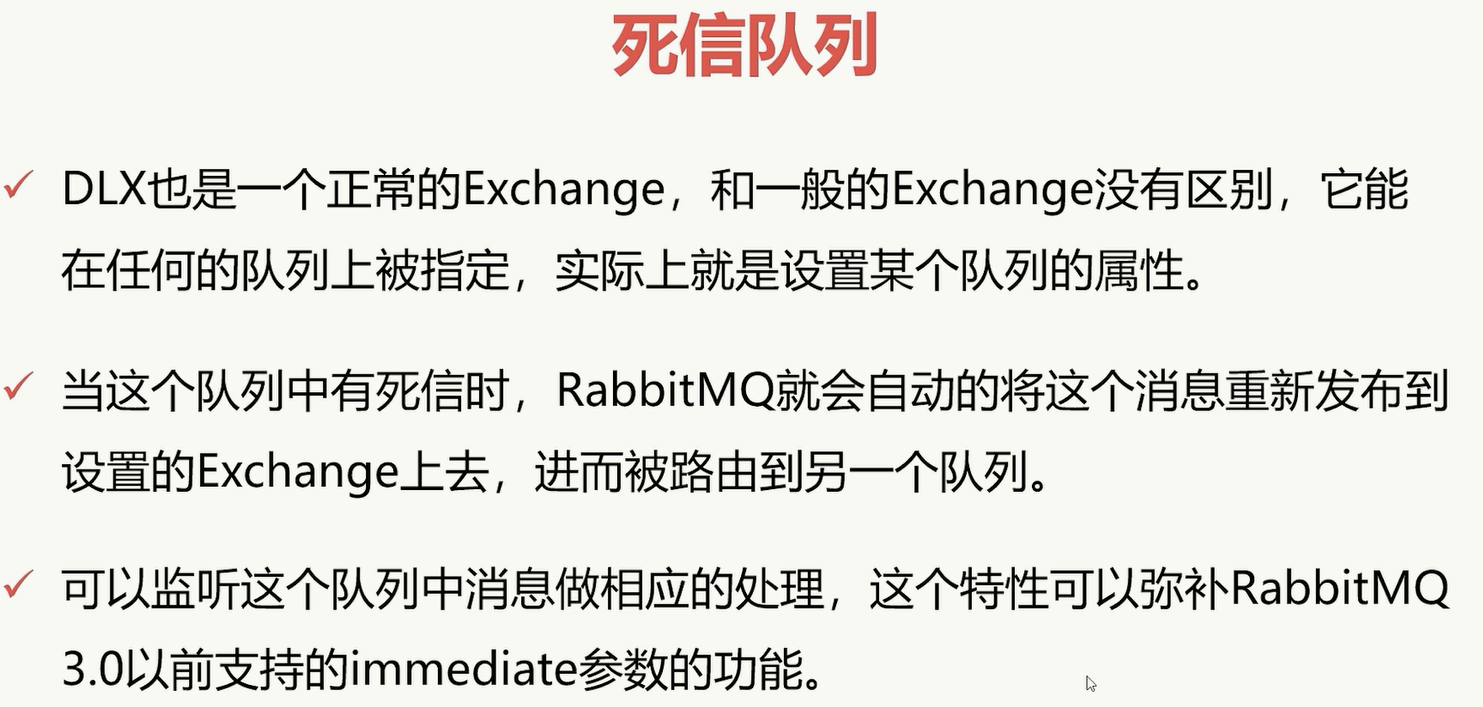 死信队列
DLX也是一个正常的Exchange，和一般的Exchange没有区别，它能
在任何的队列上被指定，实际上就是设置某个队列的属性。
当这个队列中有死信时，RabbitMQ就会自动的将这个消息重新发布到
设置的Exchange上去，进而被路由到另一个队列。
可以监听这个队列中消息做相应的处理，这个特性可以弥补RabbitMQ
3.0以前支持的immediate参数的功能。